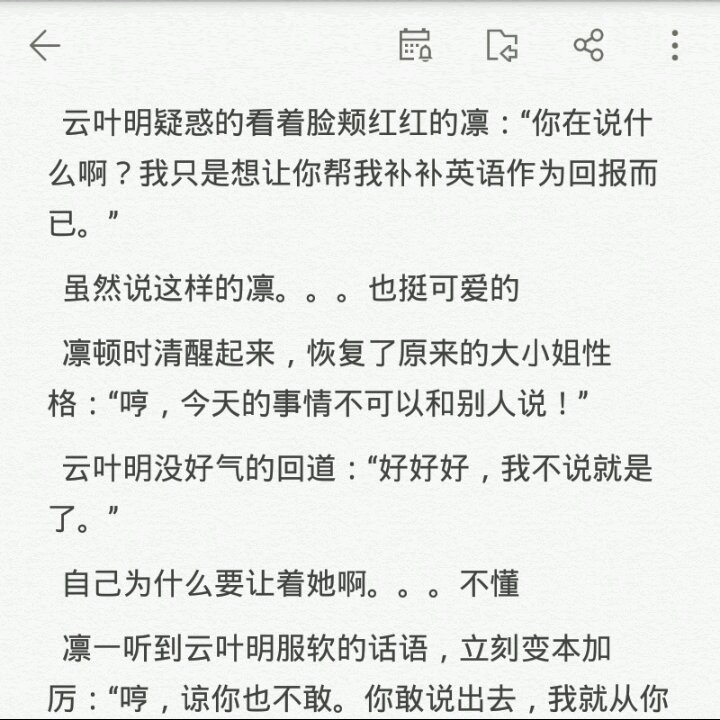 云叶明疑惑的看着脸颊红红的凛：“你在说什
么啊？我只是想让你帮我补补英语作为回报而
已。”
虽然说这样的凛。。。也挺可爱的
凛顿时清醒起来，恢复了原来的大小姐性
格：“哼，今天的事情不可以和别人说！”
云叶明没好气的回道：“好好好，我不说就是
了。”
自己为什么要让着她啊。。。不懂
凛一听到云叶明服软的话语，立刻变本加
厉：“哼，谅你也不敢。你敢说出去，我就从你